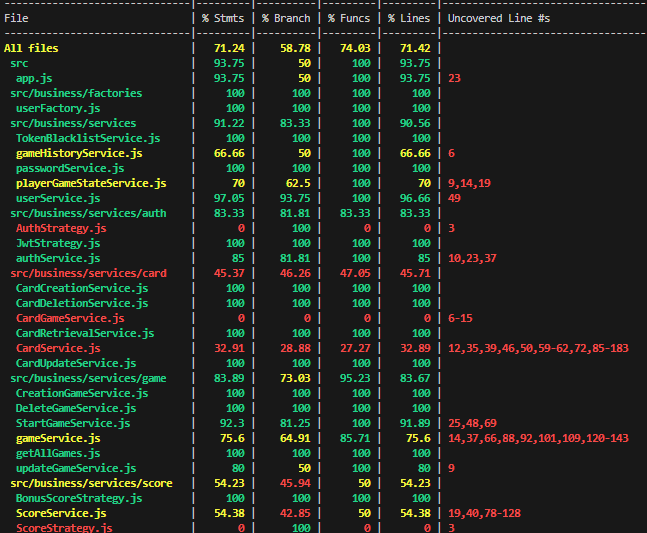 File | % Stmts | % Branch | % Funcs | % Lines | Uncovered Line #s
All files | 71.24 | 58.78 | 74.03 | 71.42 |
src | 93.75 | 50 | 100 | 93.75 |
app.js | 93.75 | 50 | 100 | 93.75 | 23
src/business/factories | 100 | 100 | 100 | 100 |
userFactory.js | 100 | 100 | 100 | 100 |
src/business/services | 91.22 | 83.33 | 100 | 90.56 |
TokenBlacklistService.js | 100 | 100 | 100 | 100 |
gameHistoryService.js | 66.66 | 50 | 100 | 66.66 | 6
passwordService.js | 100 | 100 | 100 | 100 |
playerGameStateService.js | 70 | 62.5 | 100 | 70 | 9,14,19
userService.js | 97.05 | 93.75 | 100 | 96.66 | 49
src/business/services/auth | 83.33 | 81.81 | 83.33 | 83.33 |
AuthStrategy.js | 0 | 100 | 0 | 0 | 3
JwtStrategy.js | 100 | 100 | 100 | 100 |
authService.js | 85 | 81.81 | 100 | 85 | 10,23,37
src/business/services/card | 45.37 | 46.26 | 47.05 | 45.71 |
CardCreationService.js | 100 | 100 | 100 | 100 |
CardDeletionService.js | 100 | 100 | 100 | 100 |
CardGameService.js | 0 | 0 | 0 | 0 | 6-15
CardRetrievalService.js | 100 | 100 | 100 | 100 |
CardService.js | 32.91 | 28.88 | 27.27 | 32.89 | 12,35,39,46,50,59-62,72,85-183
CardUpdateService.js | 100 | 100 | 100 | 100 |
src/business/services/game | 83.89 | 73.03 | 95.23 | 83.67 |
CreationGameService.js | 100 | 100 | 100 | 100 |
DeleteGameService.js | 100 | 100 | 100 | 100 |
StartGameService.js | 92.3 | 81.25 | 100 | 91.89 | 25,48,69
gameService.js | 75.6 | 64.91 | 85.71 | 75.6 | 14,37,66,88,92,101,109,120-143
getAllGames.js | 100 | 100 | 100 | 100 |
updateGameService.js | 80 | 50 | 100 | 80 | 9
src/business/services/score | 54.23 | 45.94 | 50 | 54.23 |
BonusScoreStrategy.js | 100 | 100 | 100 | 100 |
ScoreService.js | 54.38 | 42.85 | 50 | 54.38 | 19,40,78-128
ScoreStrategy.js | 0 | 100 | 0 | 0 | 3